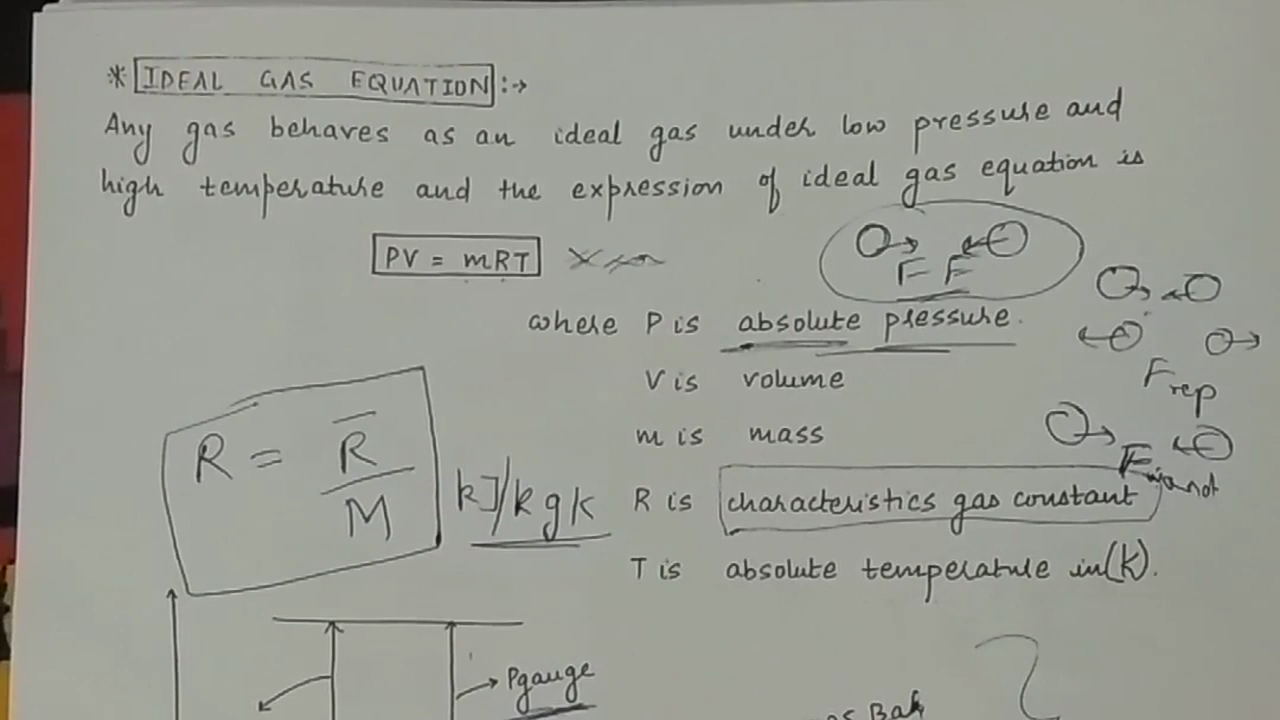 * IDEAL GAS EQUATION :→
Any gas behaves as an ideal gas under low pressure and
high temperature and the expression of ideal gas equation is
PV = mRT
F F
where P is absolute pressure.
V is volume
Frep
m is mass
R = R̅/M kJ/kgk
F
R is characteristics gas constant
T is absolute temperature in (k).
Pgauge